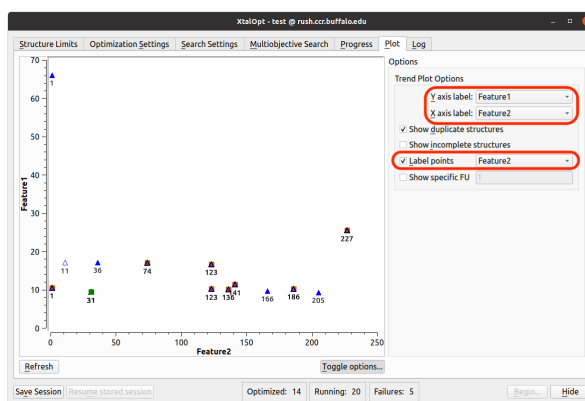 XtalOpt - test @ rush.ccr.buffalo.edu
Structure Limits Optimization Settings Search Settings Multiobjective Search Progress Plot Log
Options
Trend Plot Options
Y axis label: Feature1
X axis label: Feature2
Show duplicate structures
Show incomplete structures
Label points Feature2
Show specific FU 1
70
60
50
40
30
20
10
0
Feature1
1
11
36
74
123
227
1
31
123
136
141
166
186
205
0 50 100 150 200 250
Feature2
Refresh Toggle options...
Save Session Resume stored session Optimized: 14 Running: 20 Failures: 5 Begin... Hide